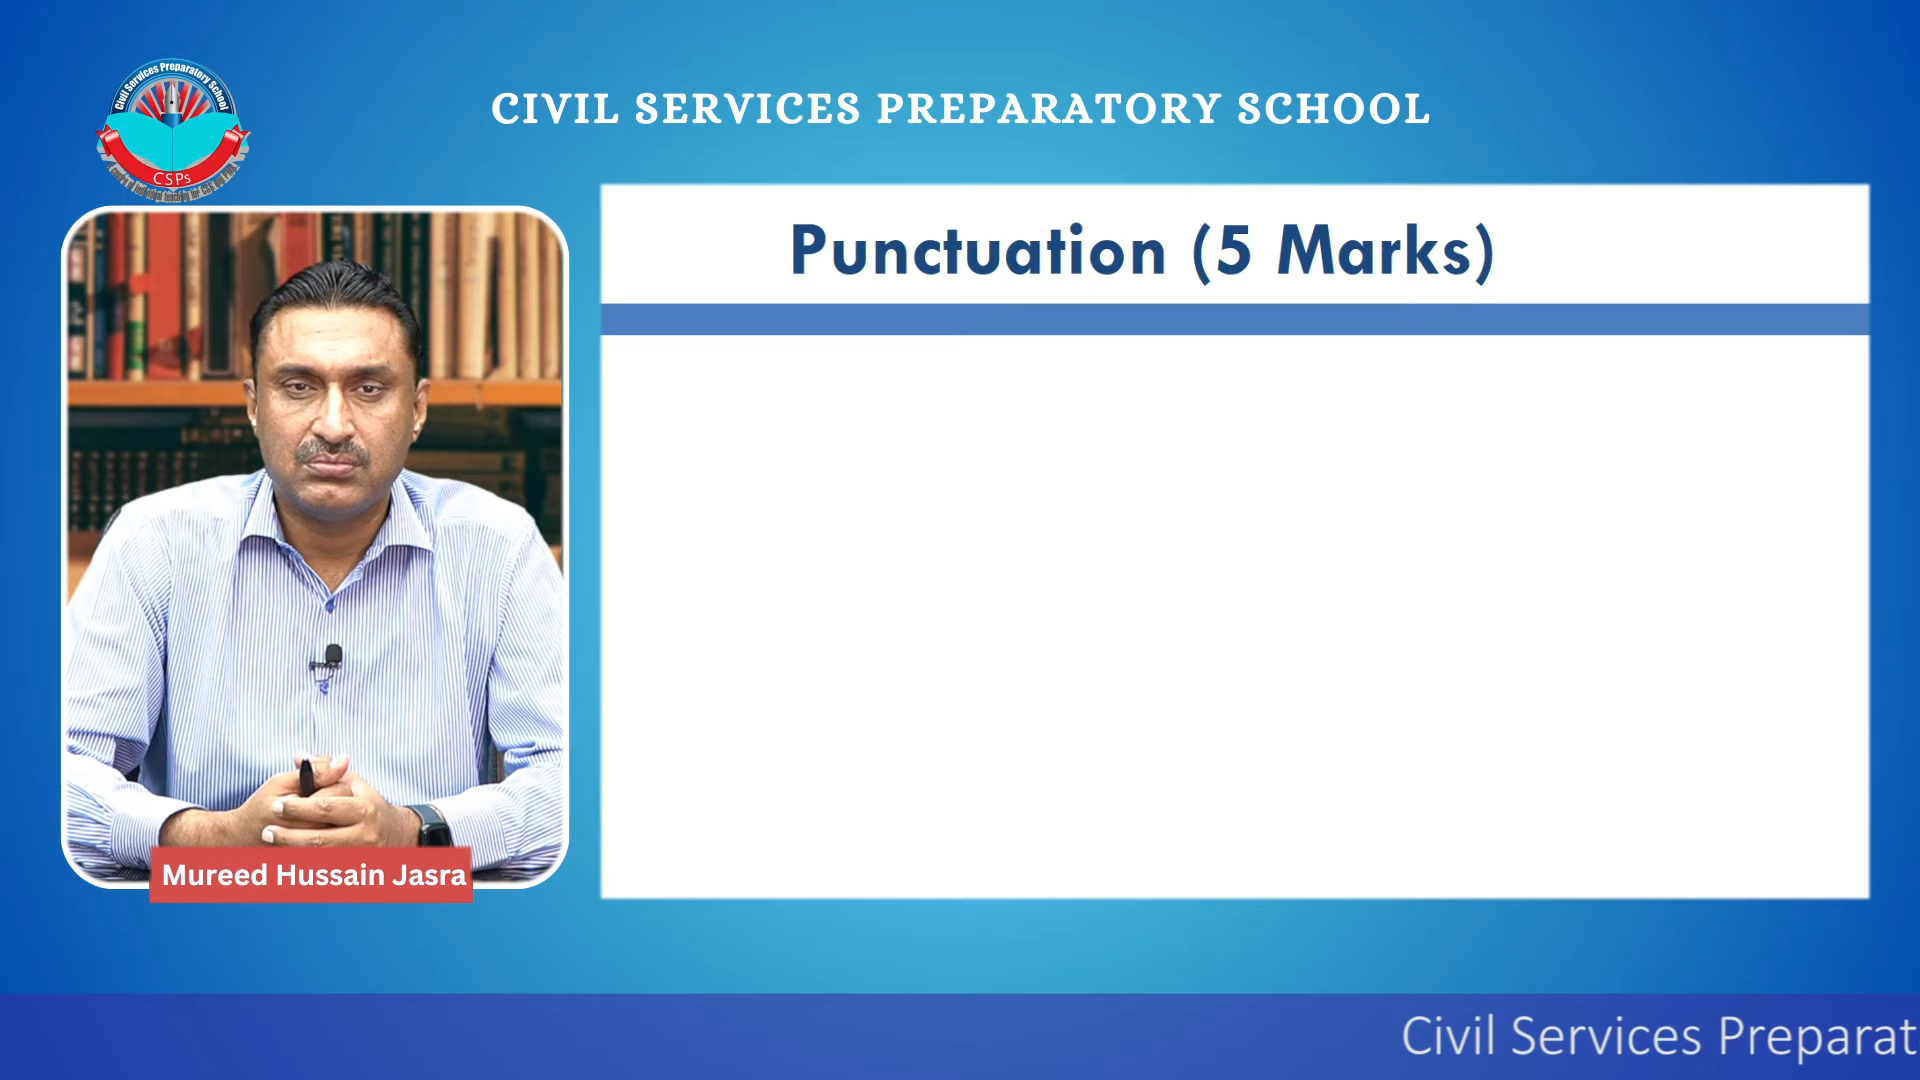 Civil Services Preparatory School
CSPs
CIVIL SERVICES PREPARATORY SCHOOL
Punctuation (5 Marks)
Mureed Hussain Jasra
Civil Services Preparat